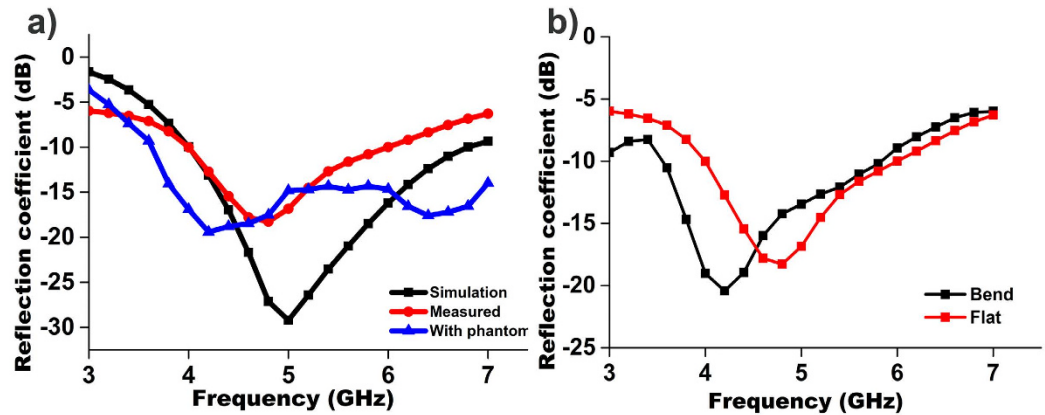 a)
Reflection coefficient (dB)
0
-5
-10
-15
-20
-25
-30
3
4
5
6
7
Frequency (GHz)
Simulation
Measured
With phantom
b)
Reflection coefficient (dB)
0
-5
-10
-15
-20
-25
3
4
5
6
7
Frequency (GHz)
Bend
Flat